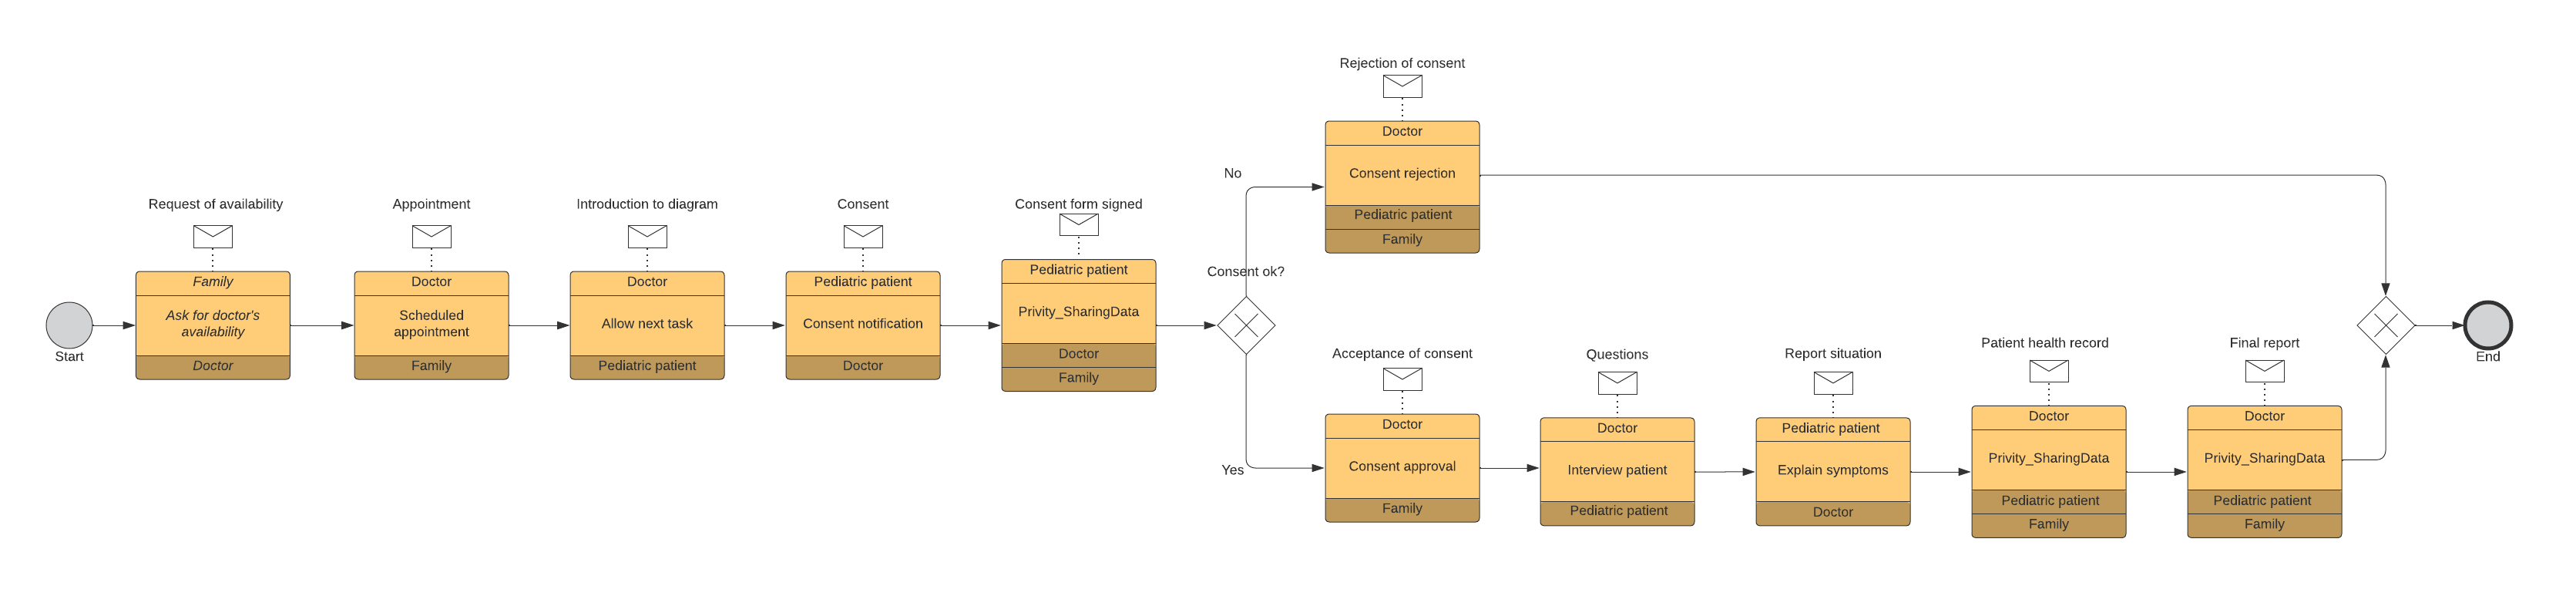 Start
Request of availability
Family
Ask for doctor's
availability
Doctor
Appointment
Doctor
Scheduled
appointment
Family
Introduction to diagram
Doctor
Allow next task
Pediatric patient
Consent
Pediatric patient
Consent notification
Doctor
Consent form signed
Pediatric patient
Privity_SharingData
Doctor
Family
Consent ok?
No
Rejection of consent
Doctor
Consent rejection
Pediatric patient
Family
Yes
Acceptance of consent
Doctor
Consent approval
Family
Questions
Doctor
Interview patient
Pediatric patient
Report situation
Pediatric patient
Explain symptoms
Doctor
Patient health record
Doctor
Privity_SharingData
Pediatric patient
Family
Final report
Doctor
Privity_SharingData
Pediatric patient
Family
End